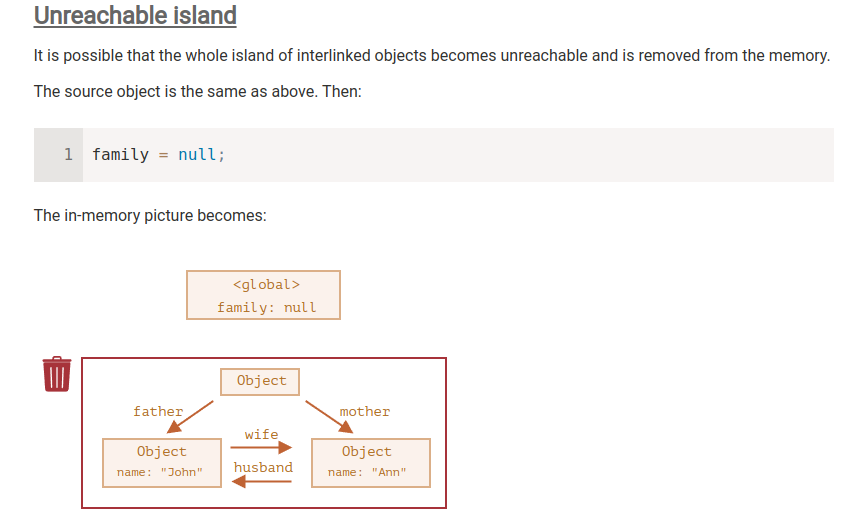 Unreachable island
It is possible that the whole island of interlinked objects becomes unreachable and is removed from the memory.
The source object is the same as above. Then:
1 family = null;
The in-memory picture becomes:
<global>
family: null
Object
father
mother
wife
Object
name: "John"
husband
Object
name: "Ann"